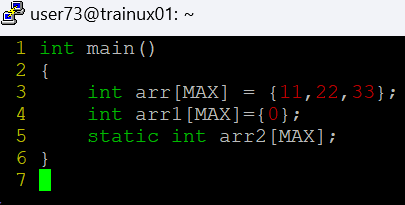 user73@trainux01: ~
1 int main()
2 {
3     int arr[MAX] = {11,22,33};
4     int arr1[MAX]={0};
5     static int arr2[MAX];
6 }
7